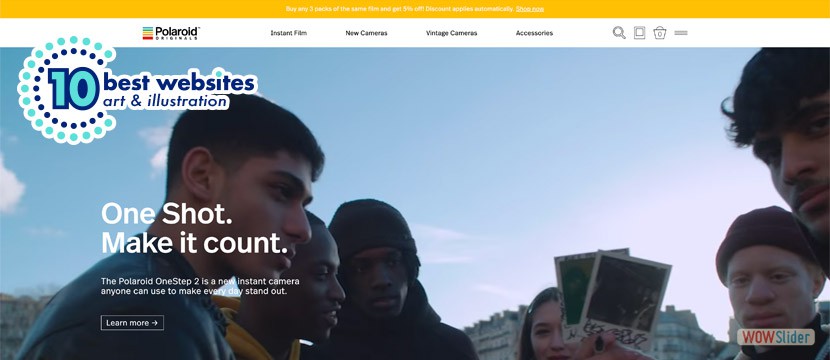 Buy any 3 packs of the same film and get 5% off! Discount applies automatically. Shop now
Polaroid
ORIGINALS
Instant Film
New Cameras
Vintage Cameras
Accessories
0
10
best websites
art & illustration
One Shot.
Make it count.
The Polaroid OneStep 2 is a new instant camera
anyone can use to make every day stand out.
Learn more →
WOWSlider